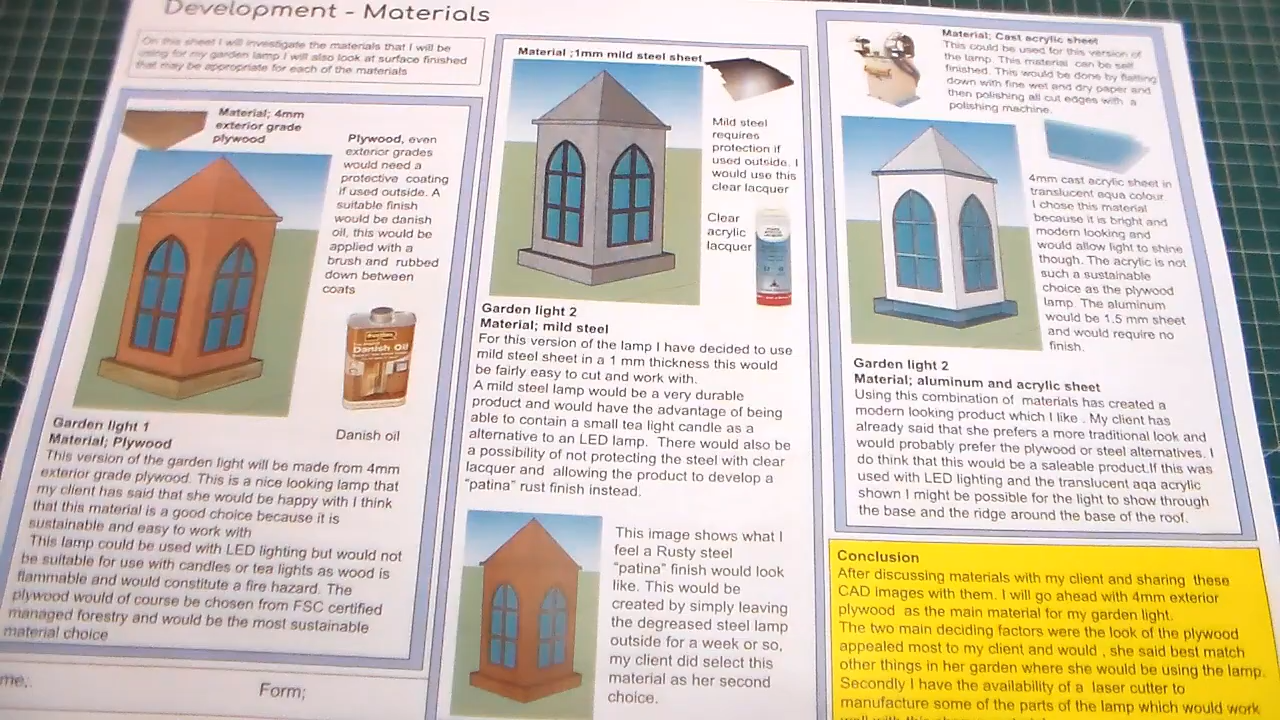 Development - Materials
On this sheet I will investigate the materials that I will be
using for my garden lamp I will also look at surface finished
that may be appropriate for each of the materials
Material; 4mm
exterior grade
plywood
Plywood, even
exterior grades
would need a
protective coating
if used outside. A
suitable finish
would be danish
oil, this would be
applied with a
brush and rubbed
down between
coats
Danish Oil
Danish oil
Garden light 1
Material; Plywood
This version of the garden light will be made from 4mm
exterior grade plywood. This is a nice looking lamp that
my client has said that she would be happy with I think
that this material is a good choice because it is
sustainable and easy to work with
This lamp could be used with LED lighting but would not
be suitable for use with candles or tea lights as wood is
flammable and would constitute a fire hazard. The
plywood would of course be chosen from FSC certified
managed forestry and would be the most sustainable
material choice
me,
Form;
Material ;1mm mild steel sheet
Mild steel
requires
protection if
used outside. I
would use this
clear lacquer
Clear
acrylic
lacquer
Garden light 2
Material; mild steel
For this version of the lamp I have decided to use
mild steel sheet in a 1 mm thickness this would
be fairly easy to cut and work with.
A mild steel lamp would be a very durable
product and would have the advantage of being
able to contain a small tea light candle as a
alternative to an LED lamp. There would also be
a possibility of not protecting the steel with clear
lacquer and allowing the product to develop a
"patina" rust finish instead.
This image shows what I
feel a Rusty steel
"patina" finish would look
like. This would be
created by simply leaving
the degreased steel lamp
outside for a week or so,
my client did select this
material as her second
choice.
Material; Cast acrylic sheet
This could be used for this version of
the lamp. This material can be self
finished. This would be done by flatting
down with fine wet and dry paper and
then polishing all cut edges with a
polishing machine.
4mm cast acrylic sheet in
translucent aqua colour
I chose this material
because it is bright and
modern looking and
would allow light to shine
though. The acrylic is not
such a sustainable
choice as the plywood
lamp. The aluminum
would be 1.5 mm sheet
and would require no
finish.
Garden light 2
Material; aluminum and acrylic sheet
Using this combination of materials has created a
modern looking product which I like . My client has
already said that she prefers a more traditional look and
would probably prefer the plywood or steel alternatives. I
do think that this would be a saleable product.If this was
used with LED lighting and the translucent aqa acrylic
shown I might be possible for the light to show through
the base and the ridge around the base of the roof.
Conclusion
After discussing materials with my client and sharing these
CAD images with them. I will go ahead with 4mm exterior
plywood as the main material for my garden light.
The two main deciding factors were the look of the plywood
appealed most to my client and would , she said best match
other things in her garden where she would be using the lamp.
Secondly I have the availability of a laser cutter to
manufacture some of the parts of the lamp which would work